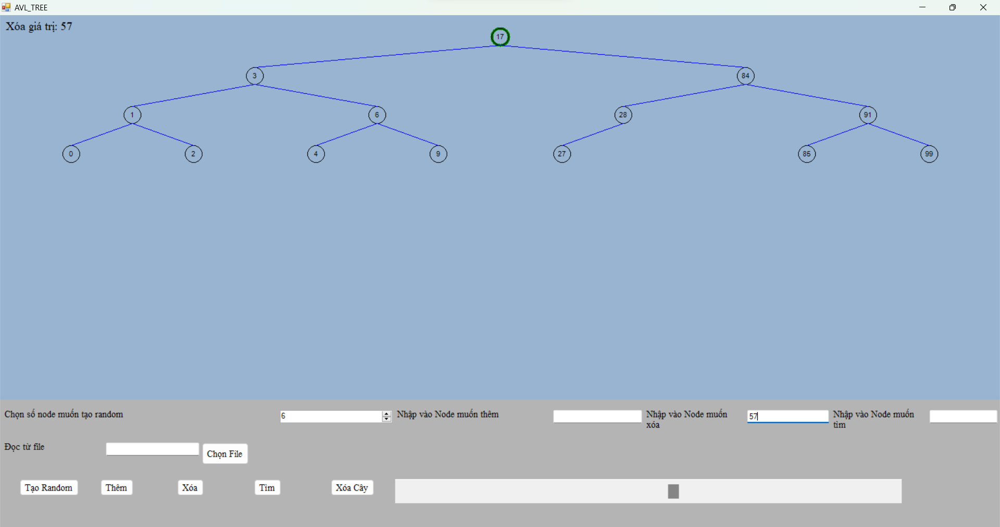 AVL_TREE
Xóa giá trị: 57
17
3
84
1
6
28
91
0
2
4
9
27
85
99
Chọn số node muốn tạo random
6
Nhập vào Node muốn thêm
Nhập vào Node muốn
xóa
57
Nhập vào Node muốn
tìm
Đọc từ file
Chọn File
Tạo Random
Thêm
Xóa
Tìm
Xóa Cây